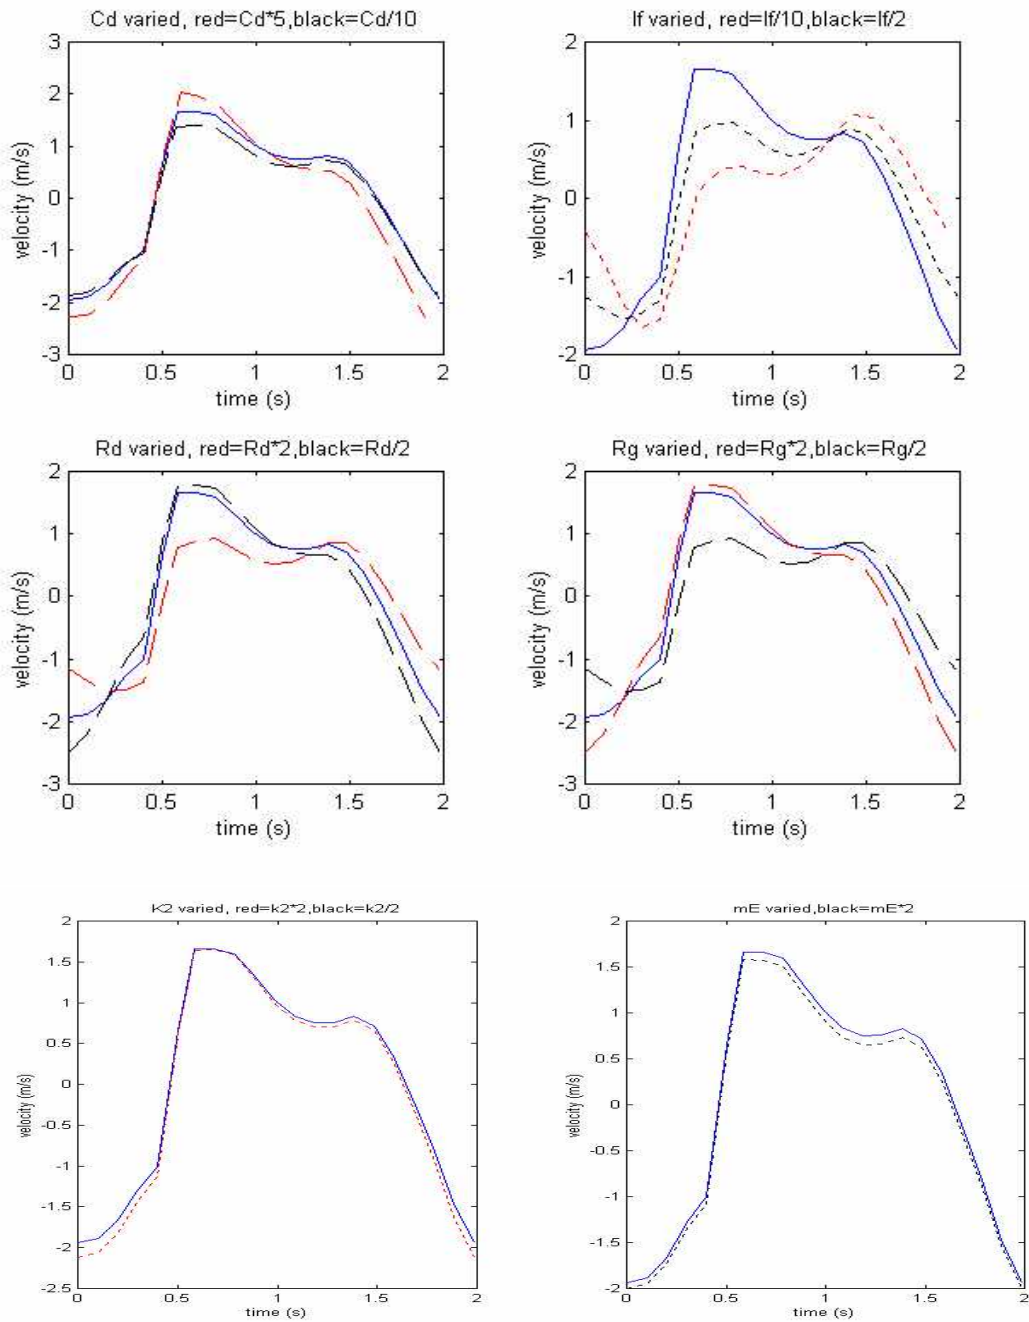 Cd varied, red=Cd*5,black=Cd/10
3
2
1
0
-1
-2
-3
velocity (m/s)
0 0.5 1 1.5 2
time (s)
If varied, red=If/10,black=If/2
2
1
0
-1
-2
velocity (m/s)
0 0.5 1 1.5 2
time (s)
Rd varied, red=Rd*2,black=Rd/2
2
1
0
-1
-2
-3
velocity (m/s)
0 0.5 1 1.5 2
time (s)
Rg varied, red=Rg*2,black=Rg/2
2
1
0
-1
-2
-3
velocity (m/s)
0 0.5 1 1.5 2
time (s)
K2 varied, red=k2*2,black=k2/2
2
1.5
1
0.5
0
-0.5
-1
-1.5
-2
-2.5
velocity (m/s)
0 0.5 1 1.5 2
time (s)
mE varied,black=mE*2
2
1.5
1
0.5
0
-0.5
-1
-1.5
-2
velocity (m/s)
0 0.5 1 1.5 2
time (s)